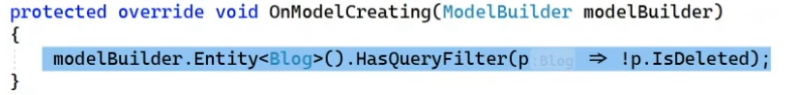 protected override void OnModelCreating(ModelBuilder modelBuilder)
{
modelBuilder.Entity<Blog>().HasQueryFilter(p :Blog => !p.IsDeleted);
}